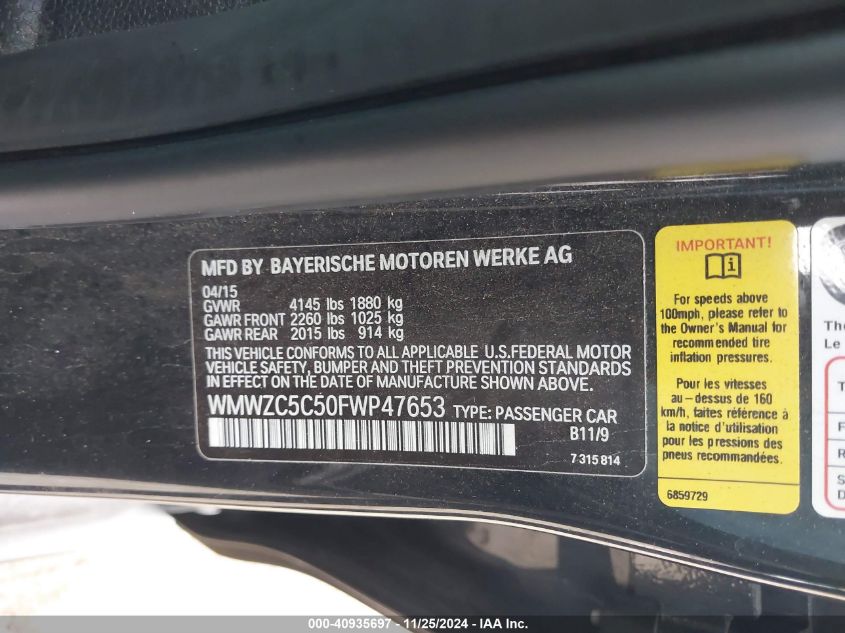 MFD BY BAYERISCHE MOTOREN WERKE AG
04/15
GVWR 4145 lbs 1880 kg
GAWR FRONT 2260 lbs 1025 kg
GAWR REAR 2015 lbs 914 kg
THIS VEHICLE CONFORMS TO ALL APPLICABLE U.S.FEDERAL MOTOR
VEHICLE SAFETY, BUMPER AND THEFT PREVENTION STANDARDS
IN EFFECT ON THE DATE OF MANUFACTURE SHOWN ABOVE.
WMWZC5C50FWP47653 TYPE: PASSENGER CAR
B11/9
7 315 814
IMPORTANT!
i
For speeds above
100mph, please refer to
the Owner's Manual for
recommended tire
inflation pressures.
Pour les vitesses
au-dessus de 160
km/h, faites référence à
la notice d'utilisation
pour les pressions des
pneus recommandées.
6859729
The
Le
T
F
R
S
D
000-40935697 - 11/25/2024 - IAA Inc.